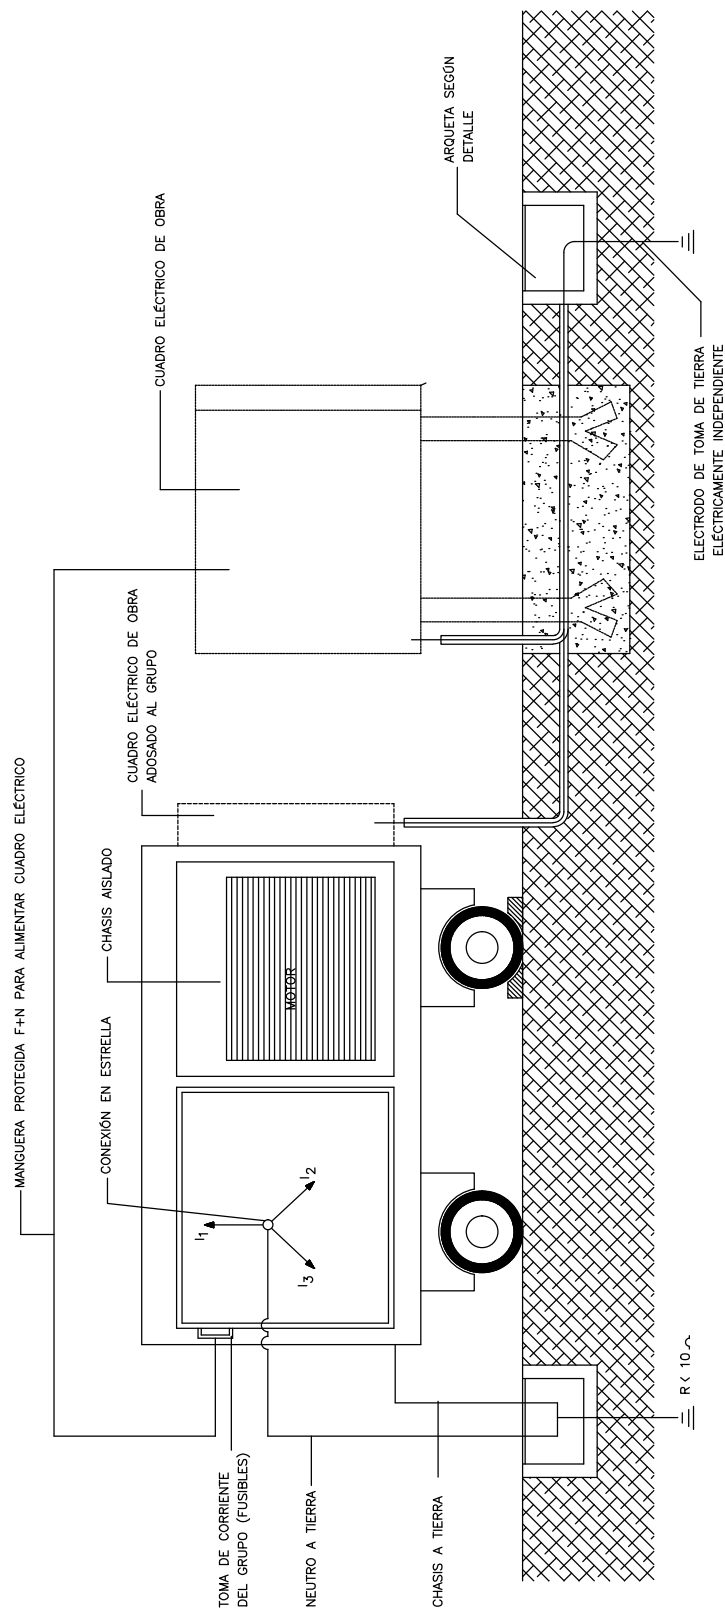 MANGUERA PROTEGIDA F+N PARA ALIMENTAR CUADRO ELÉCTRICO
CONEXIÓN EN ESTRELLA
CHASIS AISLADO
CUADRO ELÉCTRICO DE OBRA
ADOSADO AL GRUPO
CUADRO ELÉCTRICO DE OBRA
ARQUETA SEGÚN
DETALLE
MOTOR
I1
I2
I3
TOMA DE CORRIENTE
DEL GRUPO (FUSIBLES)
NEUTRO A TIERRA
CHASIS A TIERRA
R < 10
ELECTRODO DE TOMA DE TIERRA
ELÉCTRICAMENTE INDEPENDIENTE